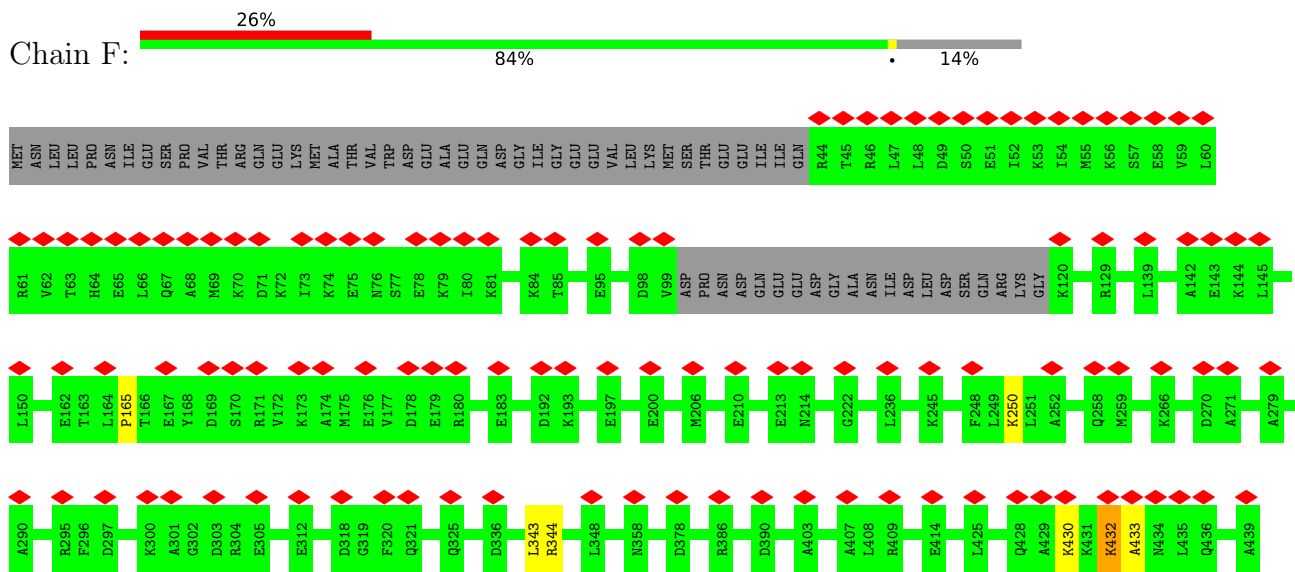 26%
Chain F:
84%
•
14%
MET ASN LEU LEU PRO ASN ILE GLU SER PRO VAL THR ARG GLN GLU LYS MET ALA THR VAL TRP ASP GLU ALA GLU GLN ASP GLY ILE GLY GLU GLU VAL LEU LYS MET SER THR GLU GLU ILE ILE GLN R44 T45 R46 L47 L48 D49 S50 E51 I52 K53 I54 M55 K56 S57 E58 V59 L60
R61 V62 T63 H64 E65 L66 Q67 A68 M69 K70 D71 K72 I73 K74 E75 N76 S77 E78 K79 I80 K81 K84 T85 E95 D98 V99 ASP PRO ASN ASP GLN GLU GLU ASP GLY ALA ASN ILE ASP LEU ASP SER GLN ARG LYS GLY K120 R129 L139 A142 E143 K144 L145
L150 E162 T163 L164 P165 T166 E167 Y168 D169 S170 R171 V172 K173 A174 M175 E176 V177 D178 E179 R180 E183 D192 K193 E197 E200 M206 E210 E213 N214 G222 L236 K245 F248 L249 K250 L251 A252 Q258 M259 K266 D270 A271 A279
A290 R295 F296 D297 K300 A301 G302 D303 R304 E305 E312 D318 G319 F320 Q321 Q325 D336 L343 R344 L348 N358 D378 R386 D390 A403 A407 L408 R409 E414 L425 Q428 A429 K430 K431 K432 A433 N434 L435 Q436 A439